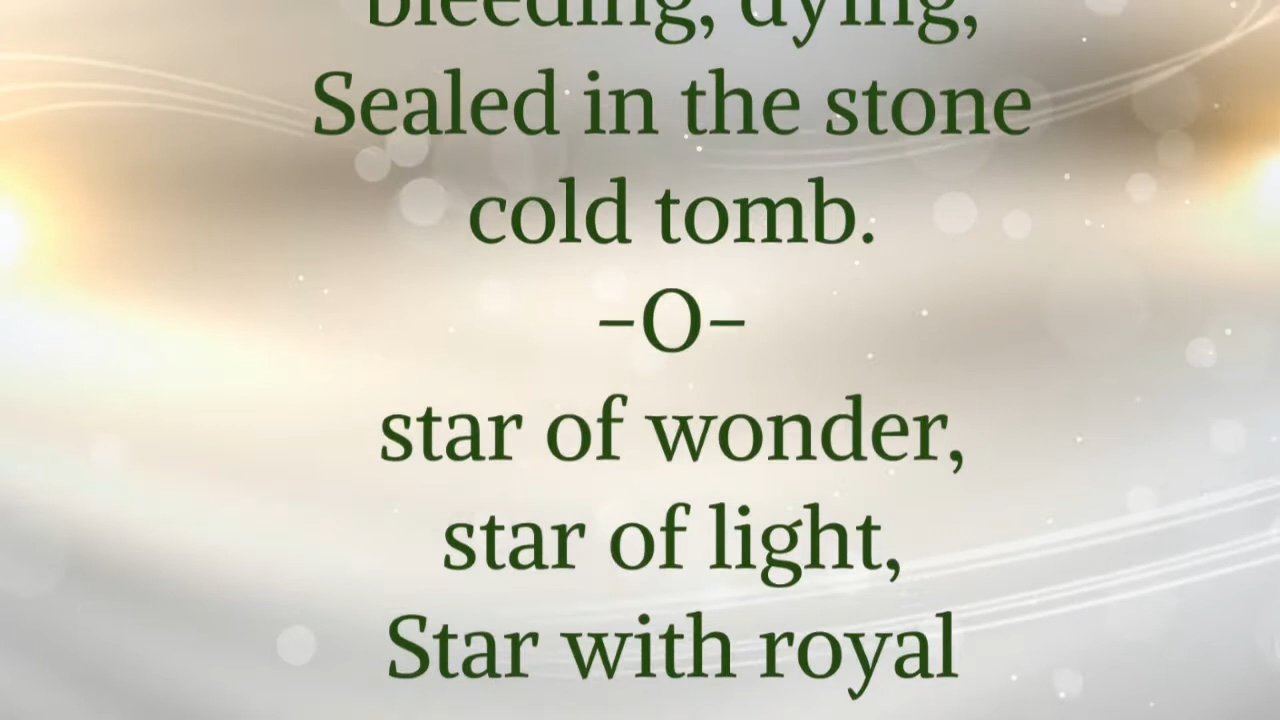 bleeding, dying,
Sealed in the stone
cold tomb.
-O-
star of wonder,
star of light,
Star with royal